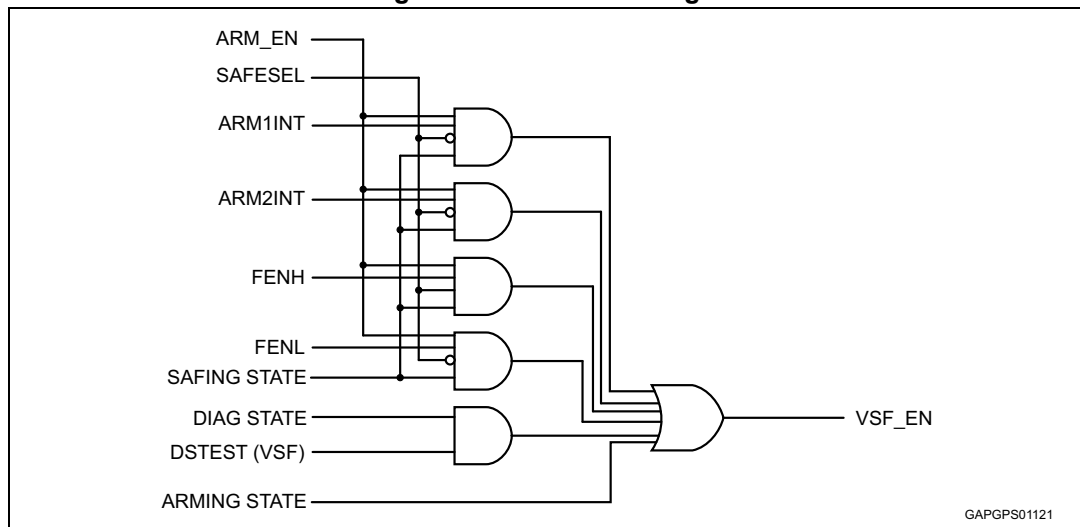 ARM_EN
SAFESEL
ARM1INT
ARM2INT
FENH
FENL
SAFING STATE
DIAG STATE
VSF_EN
DSTEST (VSF)
ARMING STATE
GAPGPS01121